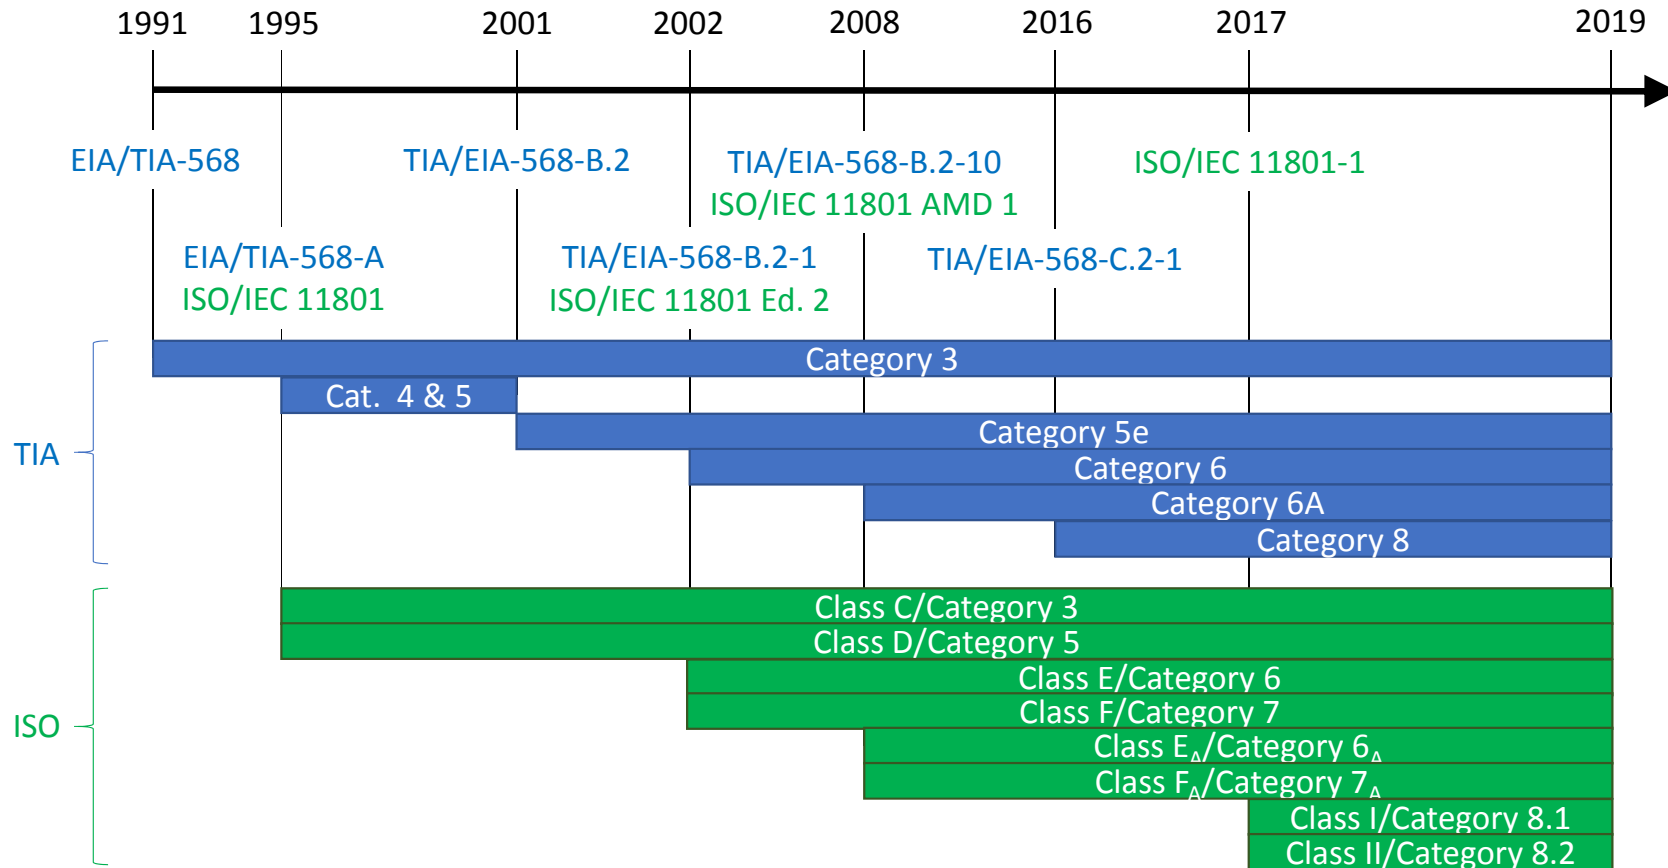 1991 1995 2001 2002 2008 2016 2017 2019
EIA/TIA-568 TIA/EIA-568-B.2 TIA/EIA-568-B.2-10 ISO/IEC 11801-1
ISO/IEC 11801 AMD 1
EIA/TIA-568-A TIA/EIA-568-B.2-1 TIA/EIA-568-C.2-1
ISO/IEC 11801 ISO/IEC 11801 Ed. 2
Category 3
Cat. 4 & 5
TIA
Category 5e
Category 6
Category 6A
Category 8
Class C/Category 3
Class D/Category 5
Class E/Category 6
Class F/Category 7
ISO
Class EA/Category 6A
Class FA/Category 7A
Class I/Category 8.1
Class II/Category 8.2